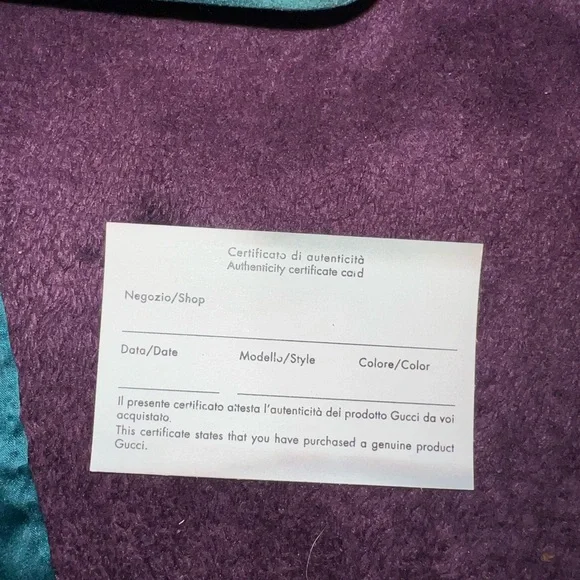 Certificato di autenticità
Authenticity certificate card
Negozio/Shop
Data/Date
Modello/Style
Colore/Color
Il presente certificato attesta l'autenticità del prodotto Gucci da voi
acquistato.
This certificate states that you have purchased a genuine product
Gucci.